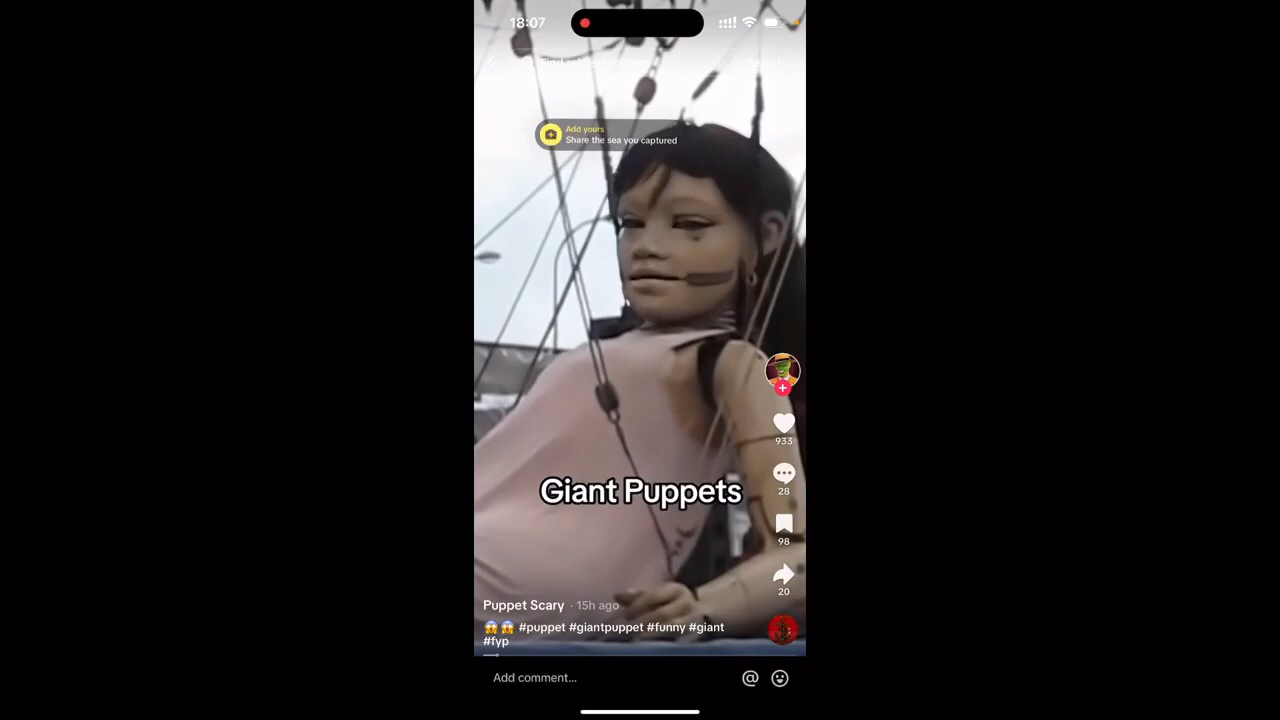 18:07
Add yours
Share the sea you captured
Giant Puppets
933
28
98
20
Puppet Scary · 15h ago
😱😱 #puppet #giantpuppet #funny #giant
#fyp
Add comment...